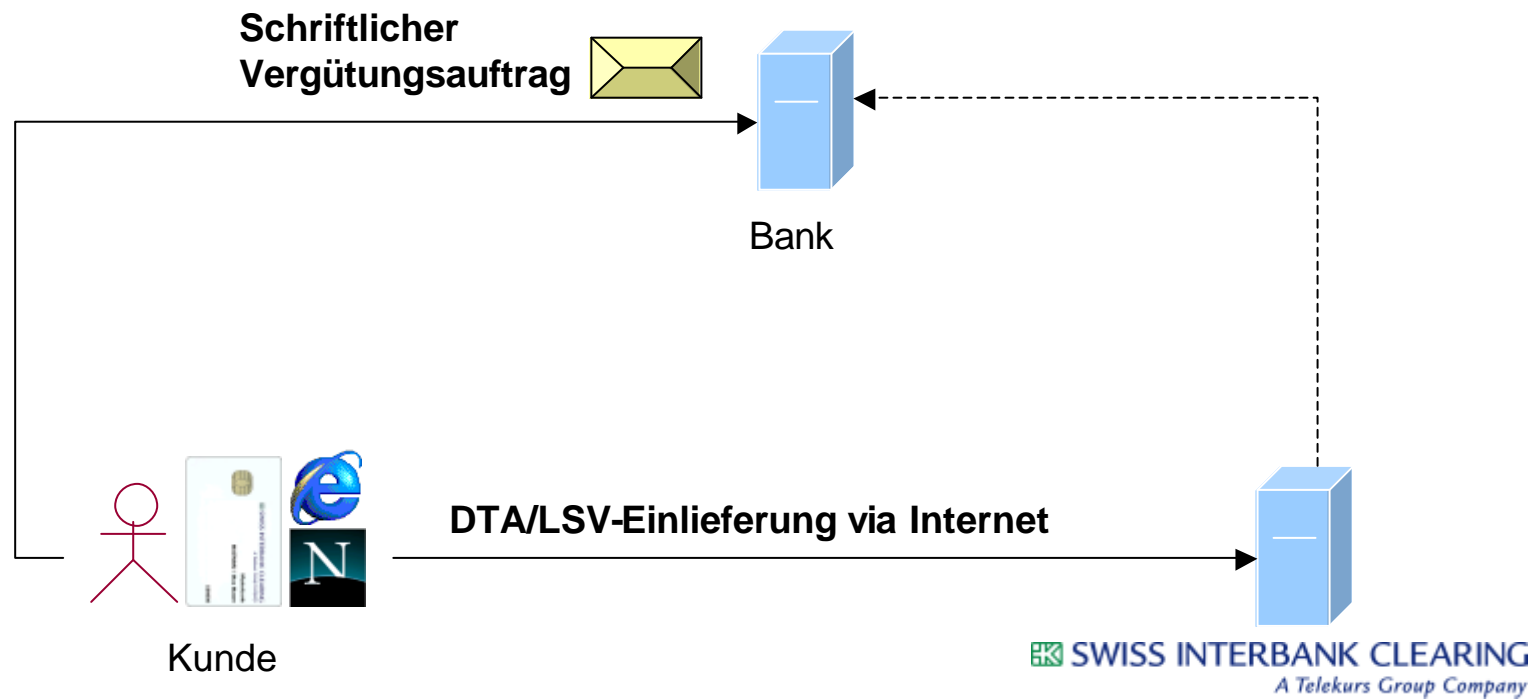 Schriftlicher
Vergütungsauftrag
Bank
DTA/LSV-Einlieferung via Internet
N
Kunde
SWISS INTERBANK CLEARING
A Telekurs Group Company